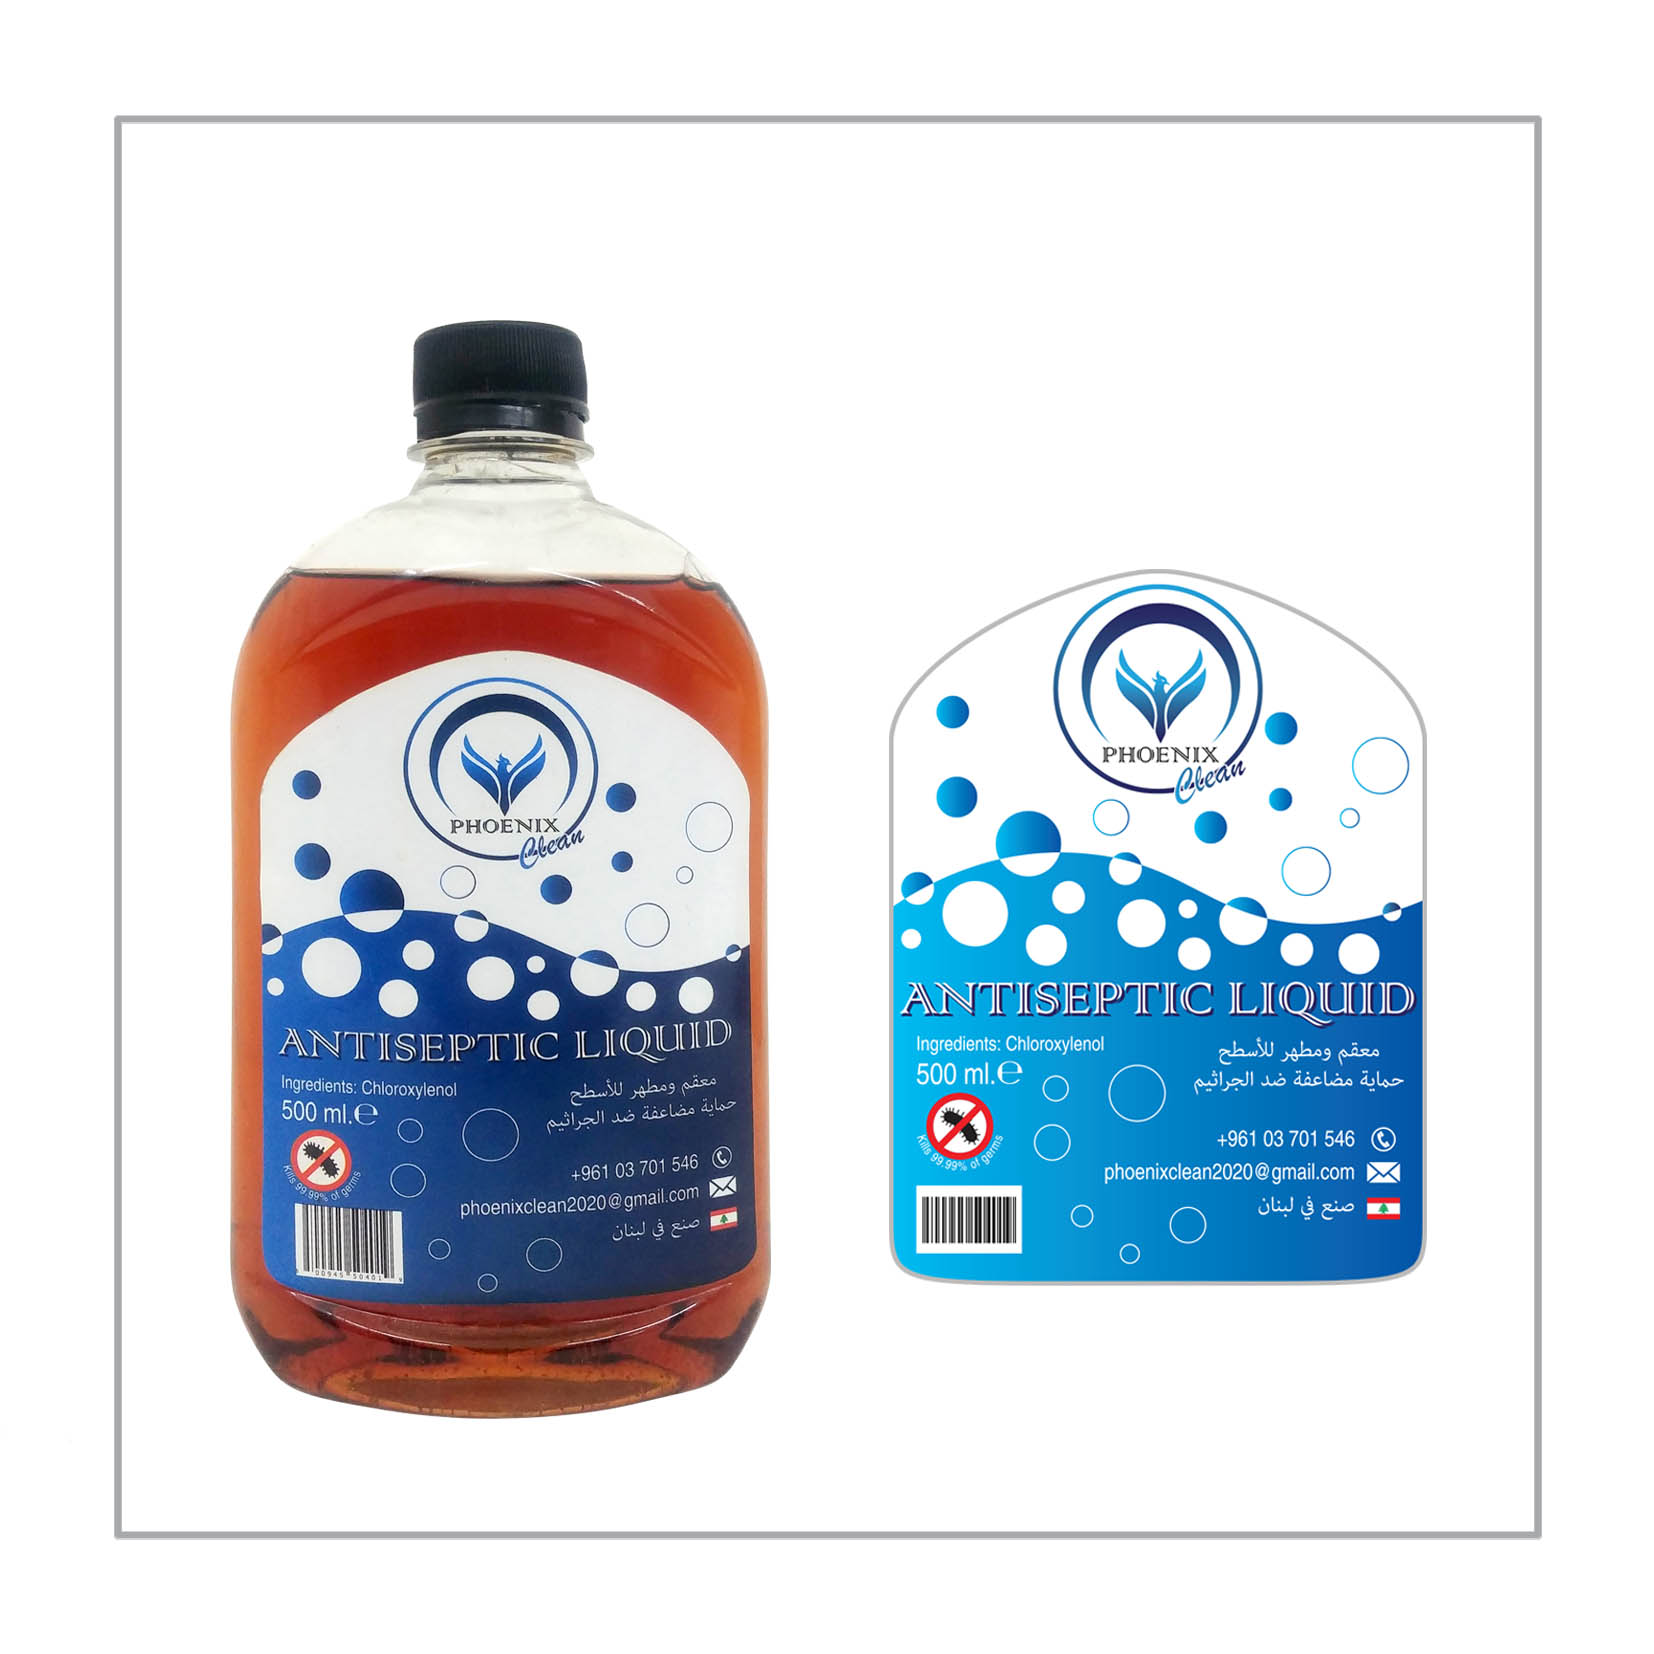 PHOENIX
Clean
ANTISEPTIC LIQUID
Ingredients: Chloroxylenol
500 ml.℮
معقم ومطهر للأسطح
حماية مضاعفة ضد الجراثيم
Kills 99.99% of germs
+961 03 701 546
phoenixclean2020@gmail.com
صنع في لبنان
00945 50401 9
PHOENIX
Clean
ANTISEPTIC LIQUID
Ingredients: Chloroxylenol
500 ml.℮
معقم ومطهر للأسطح
حماية مضاعفة ضد الجراثيم
Kills 99.99% of germs
+961 03 701 546
phoenixclean2020@gmail.com
صنع في لبنان